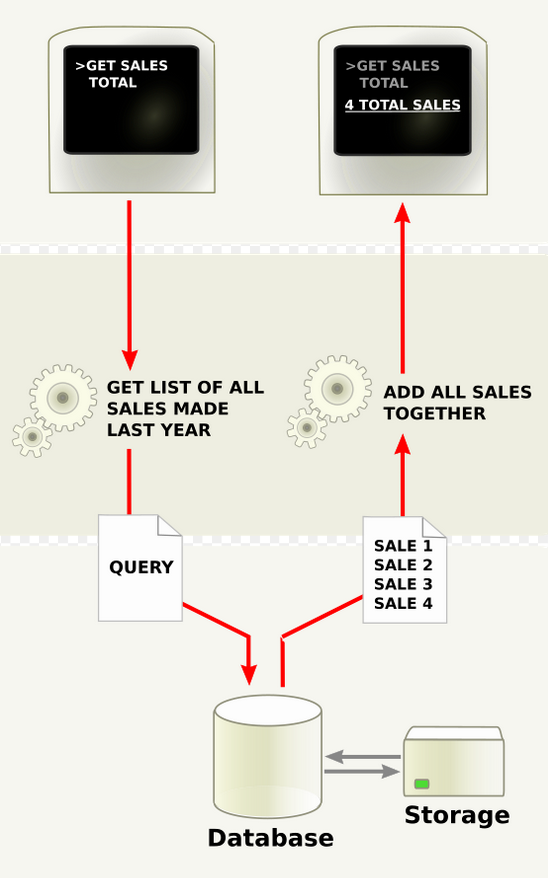 >GET SALES
TOTAL
>GET SALES
TOTAL
4 TOTAL SALES
GET LIST OF ALL
SALES MADE
LAST YEAR
ADD ALL SALES
TOGETHER
QUERY
SALE 1
SALE 2
SALE 3
SALE 4
Database
Storage